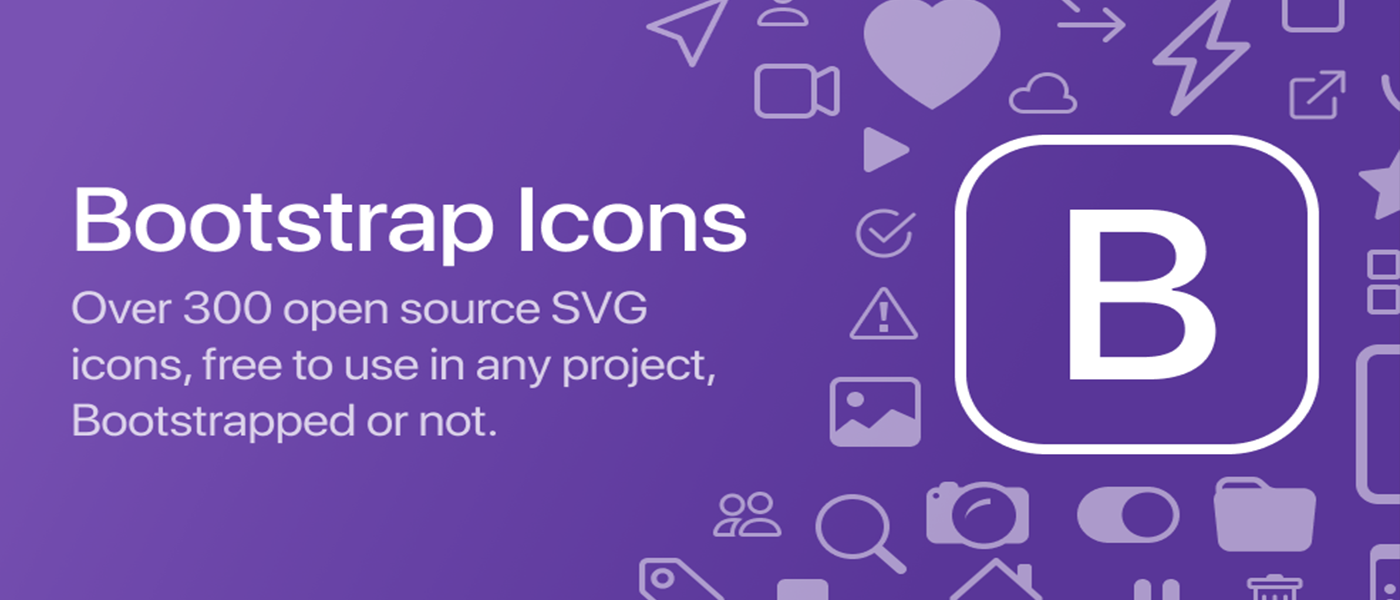 Bootstrap Icons
Over 300 open source SVG
icons, free to use in any project,
Bootstrapped or not.
B